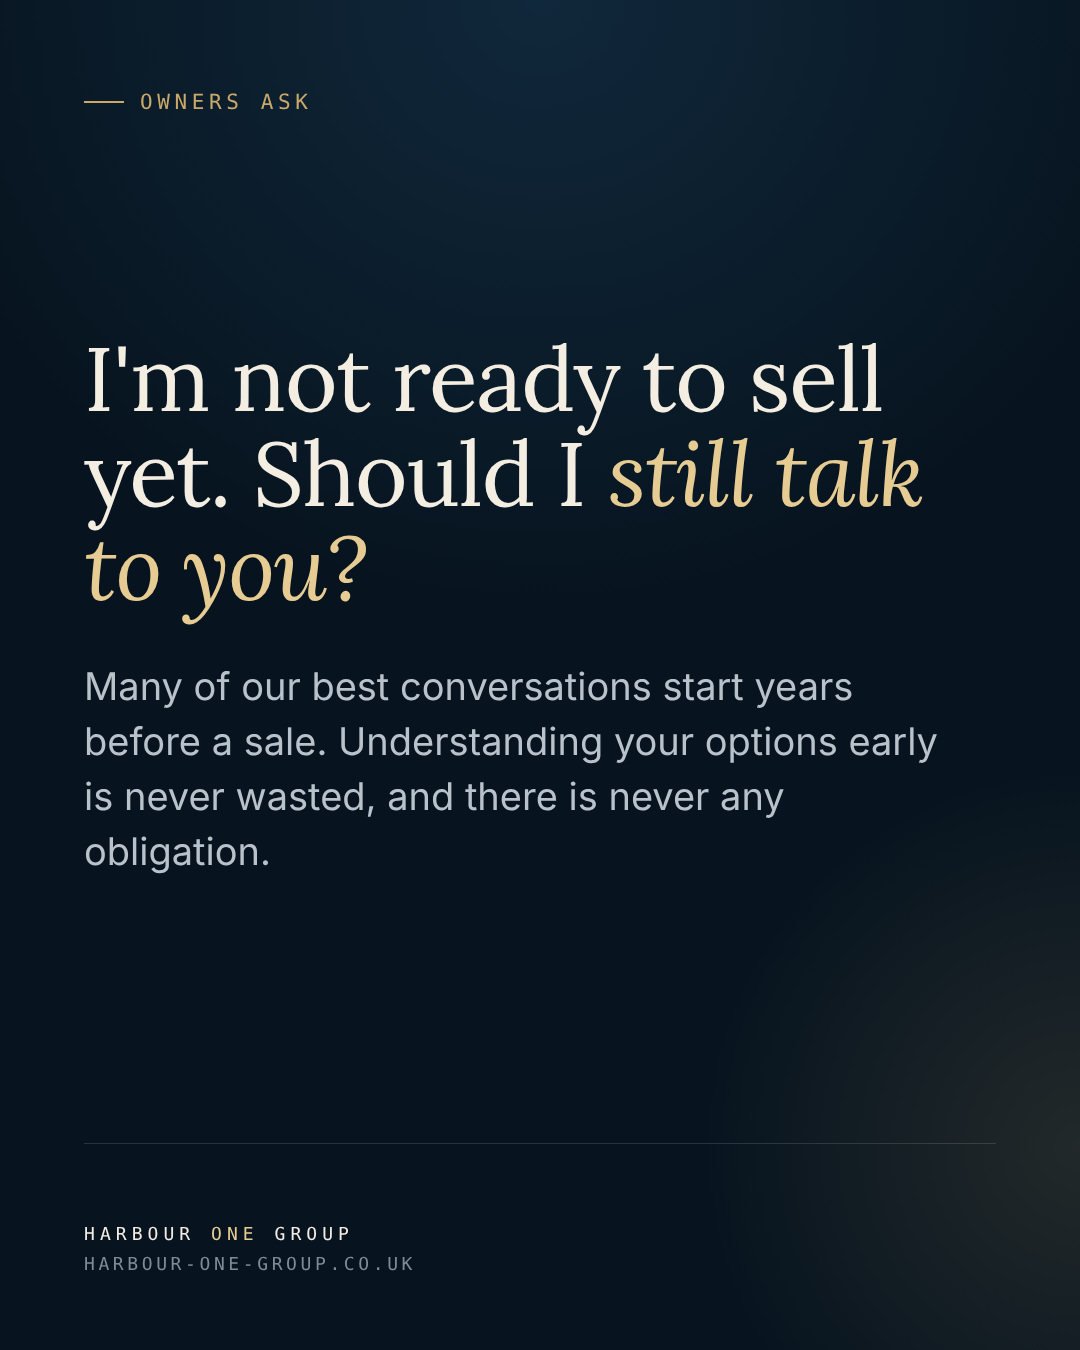 OWNERS ASK
I'm not ready to sell
yet. Should I still talk
to you?
Many of our best conversations start years
before a sale. Understanding your options early
is never wasted, and there is never any
obligation.
HARBOUR ONE GROUP
HARBOUR-ONE-GROUP.CO.UK